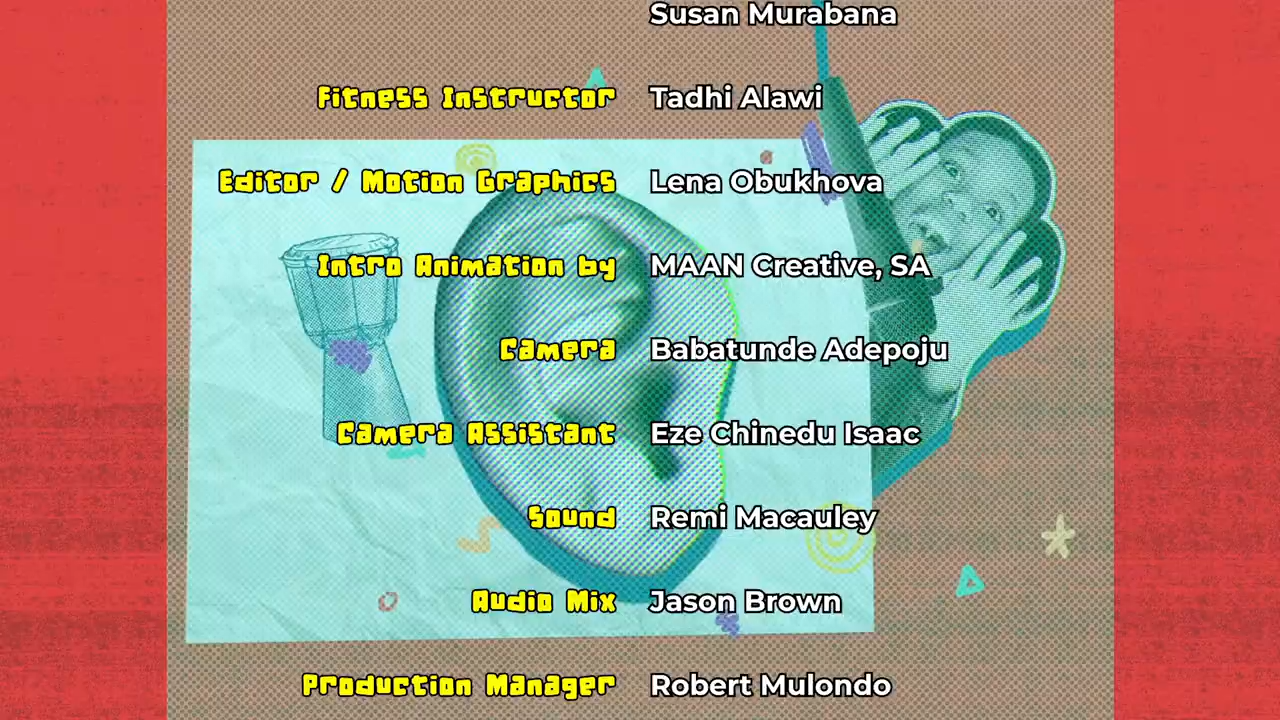 Susan Murabana
Fitness Instructor Tadhi Alawi
Editor / Motion Graphics Lena Obukhova
Intro Animation by MAAN Creative, SA
Camera Babatunde Adepoju
Camera Assistant Eze Chinedu Isaac
Sound Remi Macauley
Audio Mix Jason Brown
Production Manager Robert Mulondo